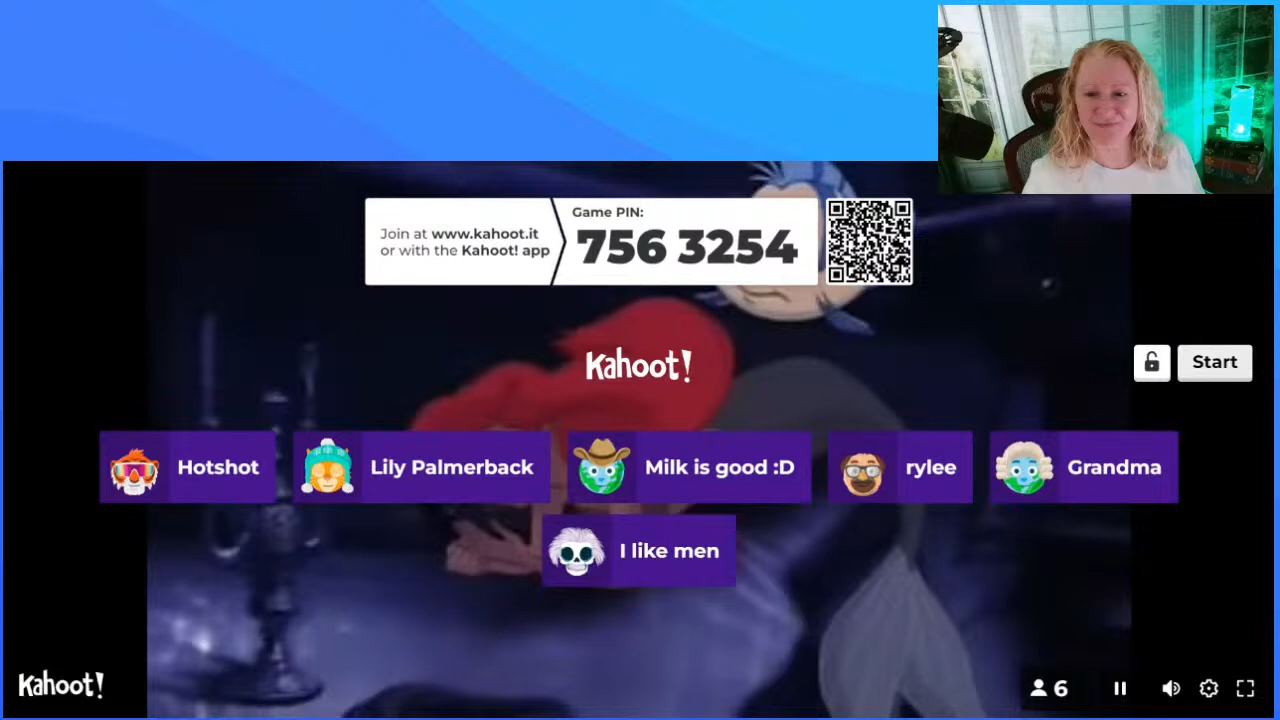 Game PIN:
Join at www.kahoot.it
or with the Kahoot! app
756 3254
Kahoot!
Start
Hotshot
Lily Palmerback
Milk is good :D
rylee
Grandma
I like men
Kahoot!
6